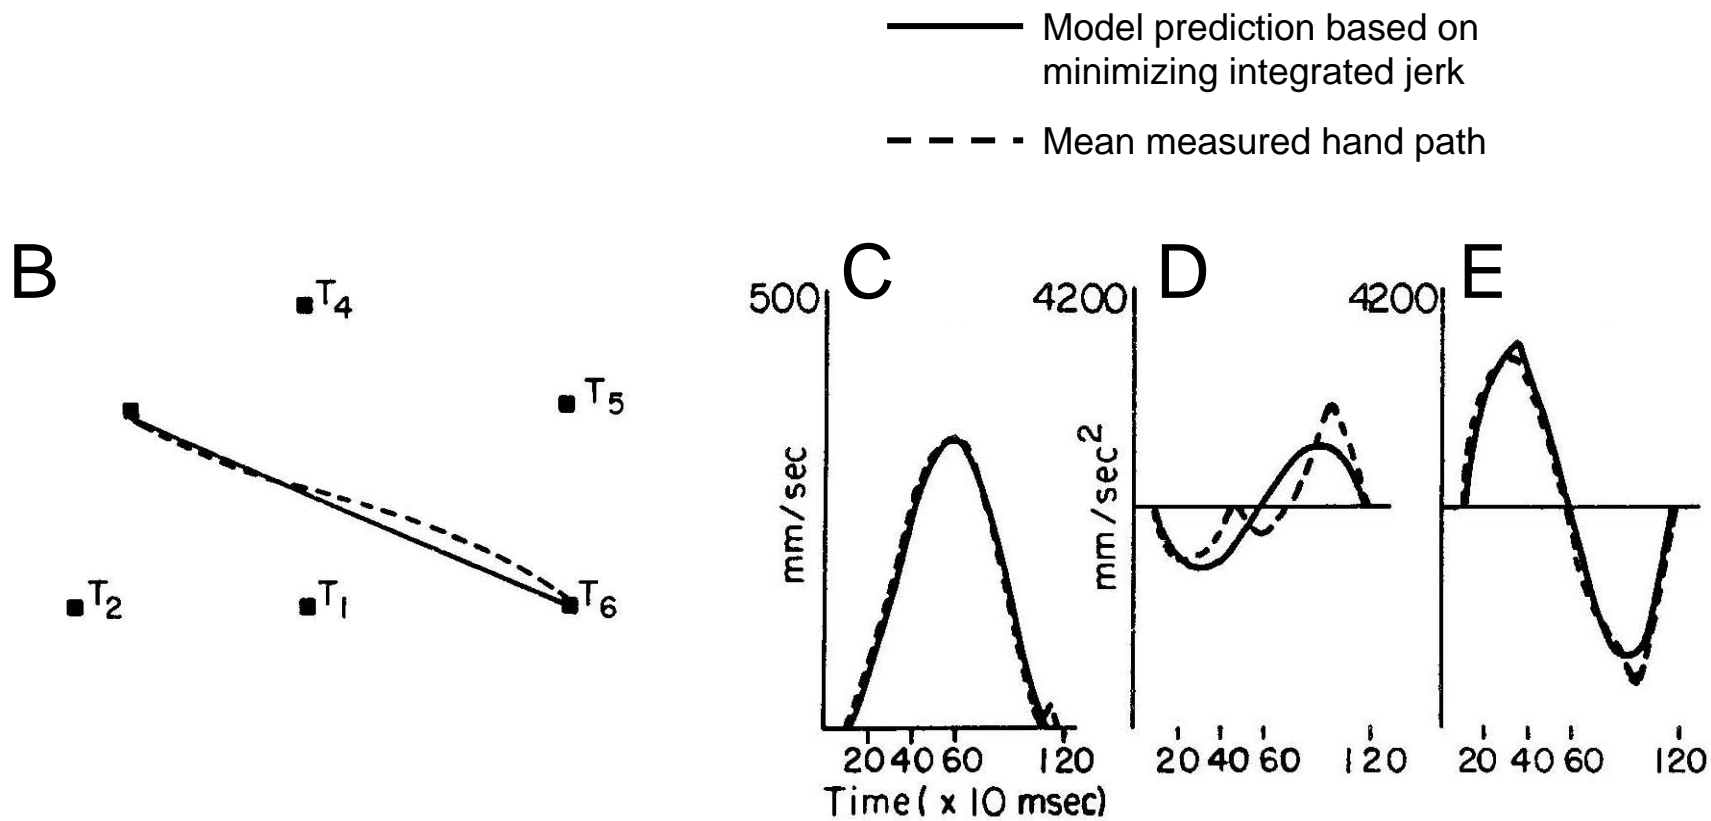 Model prediction based on
minimizing integrated jerk
Mean measured hand path
B
T4
T5
T2
T1
T6
C
500
mm/sec
20 40 60 120
Time ( x 10 msec)
D
4200
mm/sec2
20 40 60 120
E
4200
20 40 60 120